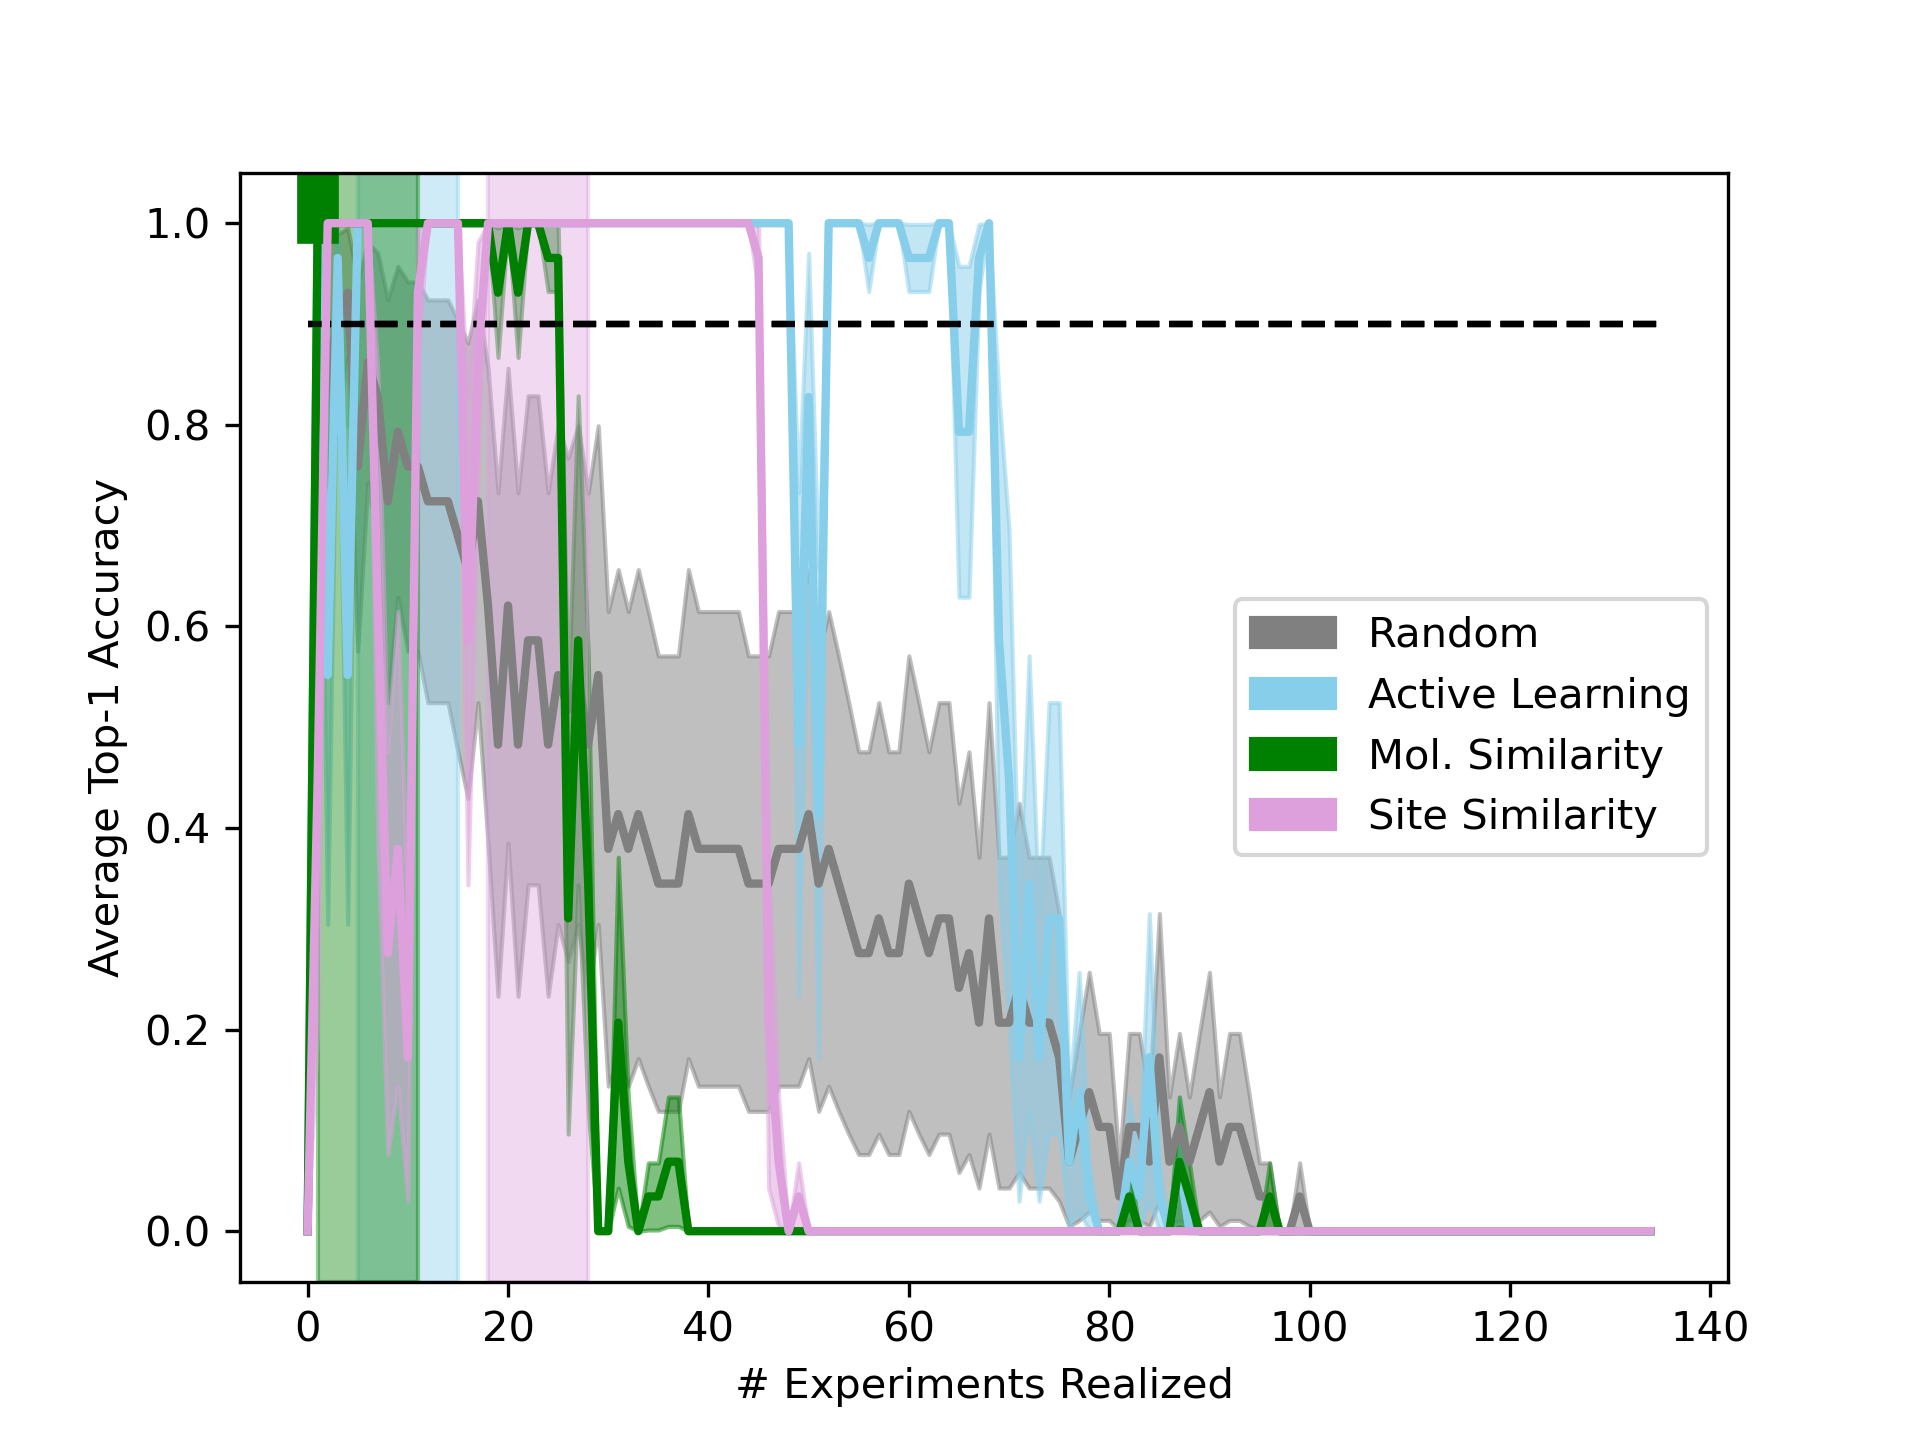 1.0
0.8
0.6
0.4
0.2
0.0
Average Top-1 Accuracy
Random
Active Learning
Mol. Similarity
Site Similarity
0 20 40 60 80 100 120 140
# Experiments Realized